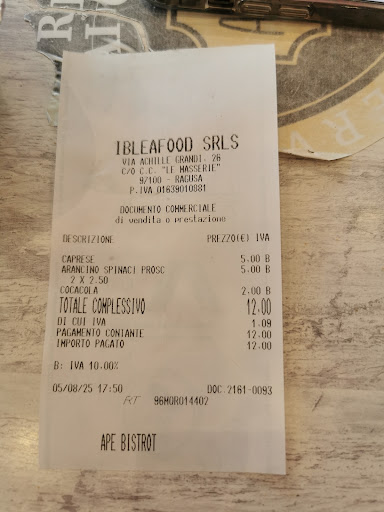 IBLEAFOOD SRLS
VIA ACHILLE GRANDI, 26
C/O C.C. "LE MASSERIE"
97100 - RAGUSA
P.IVA 01639010881
DOCUMENTO COMMERCIALE
di vendita o prestazione
DESCRIZIONE PREZZO(€) IVA
CAPRESE 5.00 B
ARANCINO SPINACI PROSC 5.00 B
2 X 2.50
COCACOLA 2.00 B
TOTALE COMPLESSIVO 12.00
DI CUI IVA 1.09
PAGAMENTO CONTANTE 12.00
IMPORTO PAGATO 12.00
B: IVA 10.00%
05/08/25 17:50 DOC.2161-0093
RT 96MQR014402
APE BISTROT